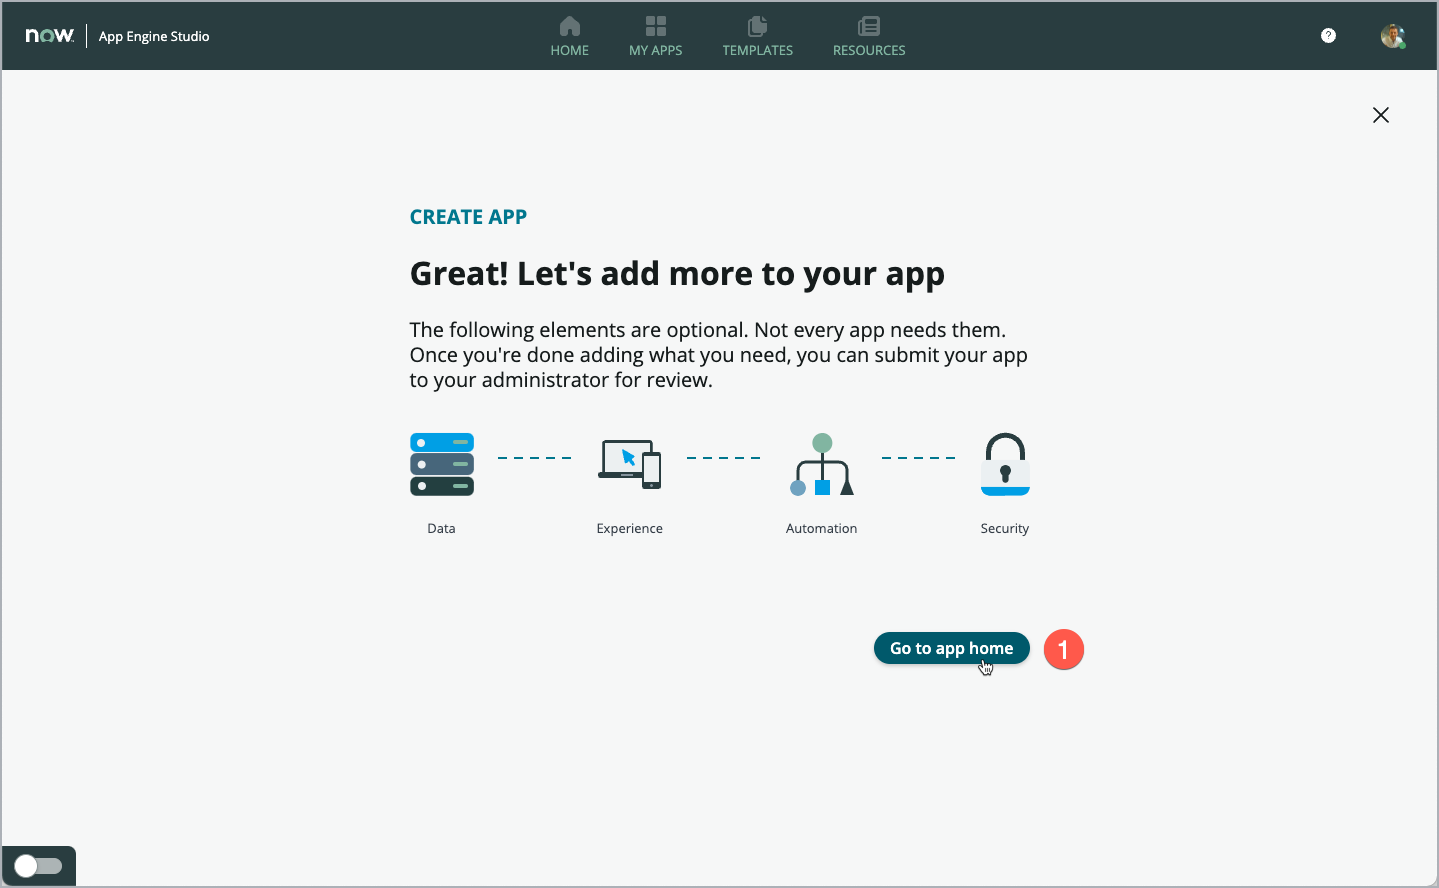 now
App Engine Studio
HOME
MY APPS
TEMPLATES
RESOURCES
?
CREATE APP
Great! Let's add more to your app
The following elements are optional. Not every app needs them.
Once you're done adding what you need, you can submit your app
to your administrator for review.
Data
Experience
Automation
Security
Go to app home
1